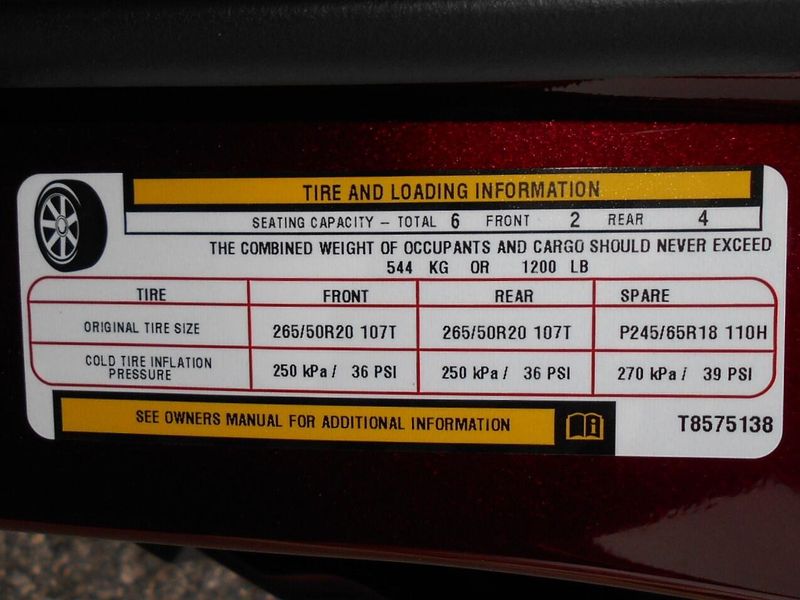 TIRE AND LOADING INFORMATION
SEATING CAPACITY – TOTAL 6 FRONT 2 REAR 4
THE COMBINED WEIGHT OF OCCUPANTS AND CARGO SHOULD NEVER EXCEED
544 KG OR 1200 LB
TIRE FRONT REAR SPARE
ORIGINAL TIRE SIZE 265/50R20 107T 265/50R20 107T P245/65R18 110H
COLD TIRE INFLATION
PRESSURE 250 kPa / 36 PSI 250 kPa / 36 PSI 270 kPa / 39 PSI
SEE OWNERS MANUAL FOR ADDITIONAL INFORMATION i T8575138